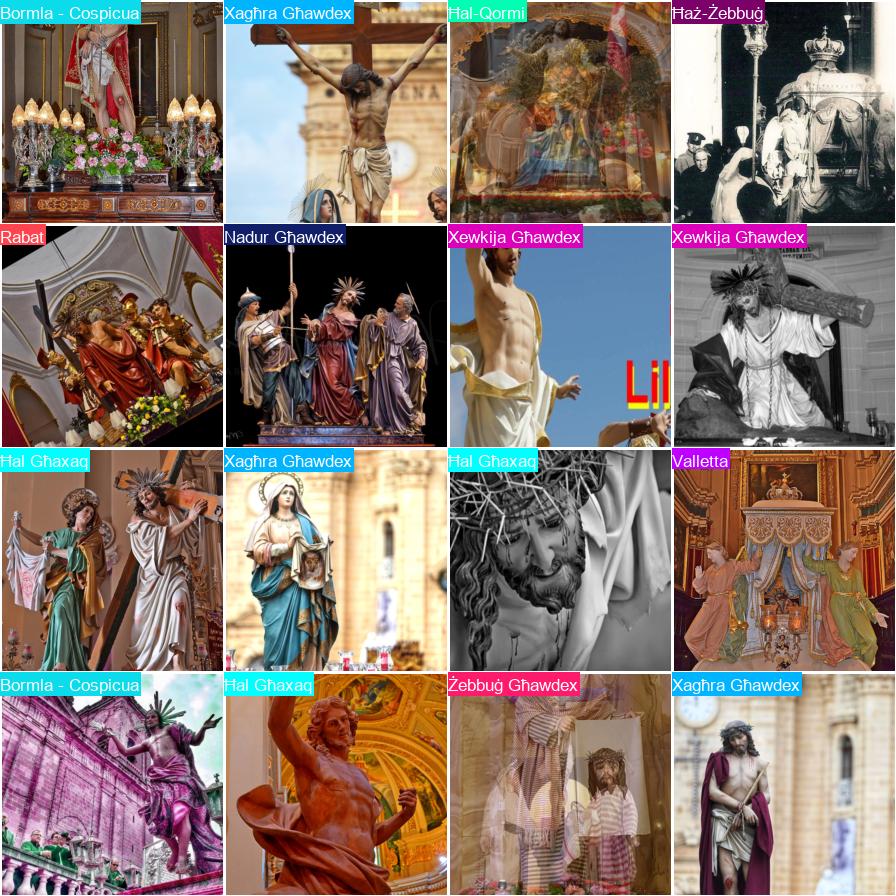 Bormla - Cospicua
Xagħra Għawdex
Ħal-Qormi
Ħaż-Żebbuġ
Rabat
Nadur Għawdex
Xewkija Għawdex
Xewkija Għawdex
Lil
Ħal Għaxaq
Xagħra Għawdex
Ħal Għaxaq
Valletta
Bormla - Cospicua
Ħal Għaxaq
Żebbuġ Għawdex
Xagħra Għawdex